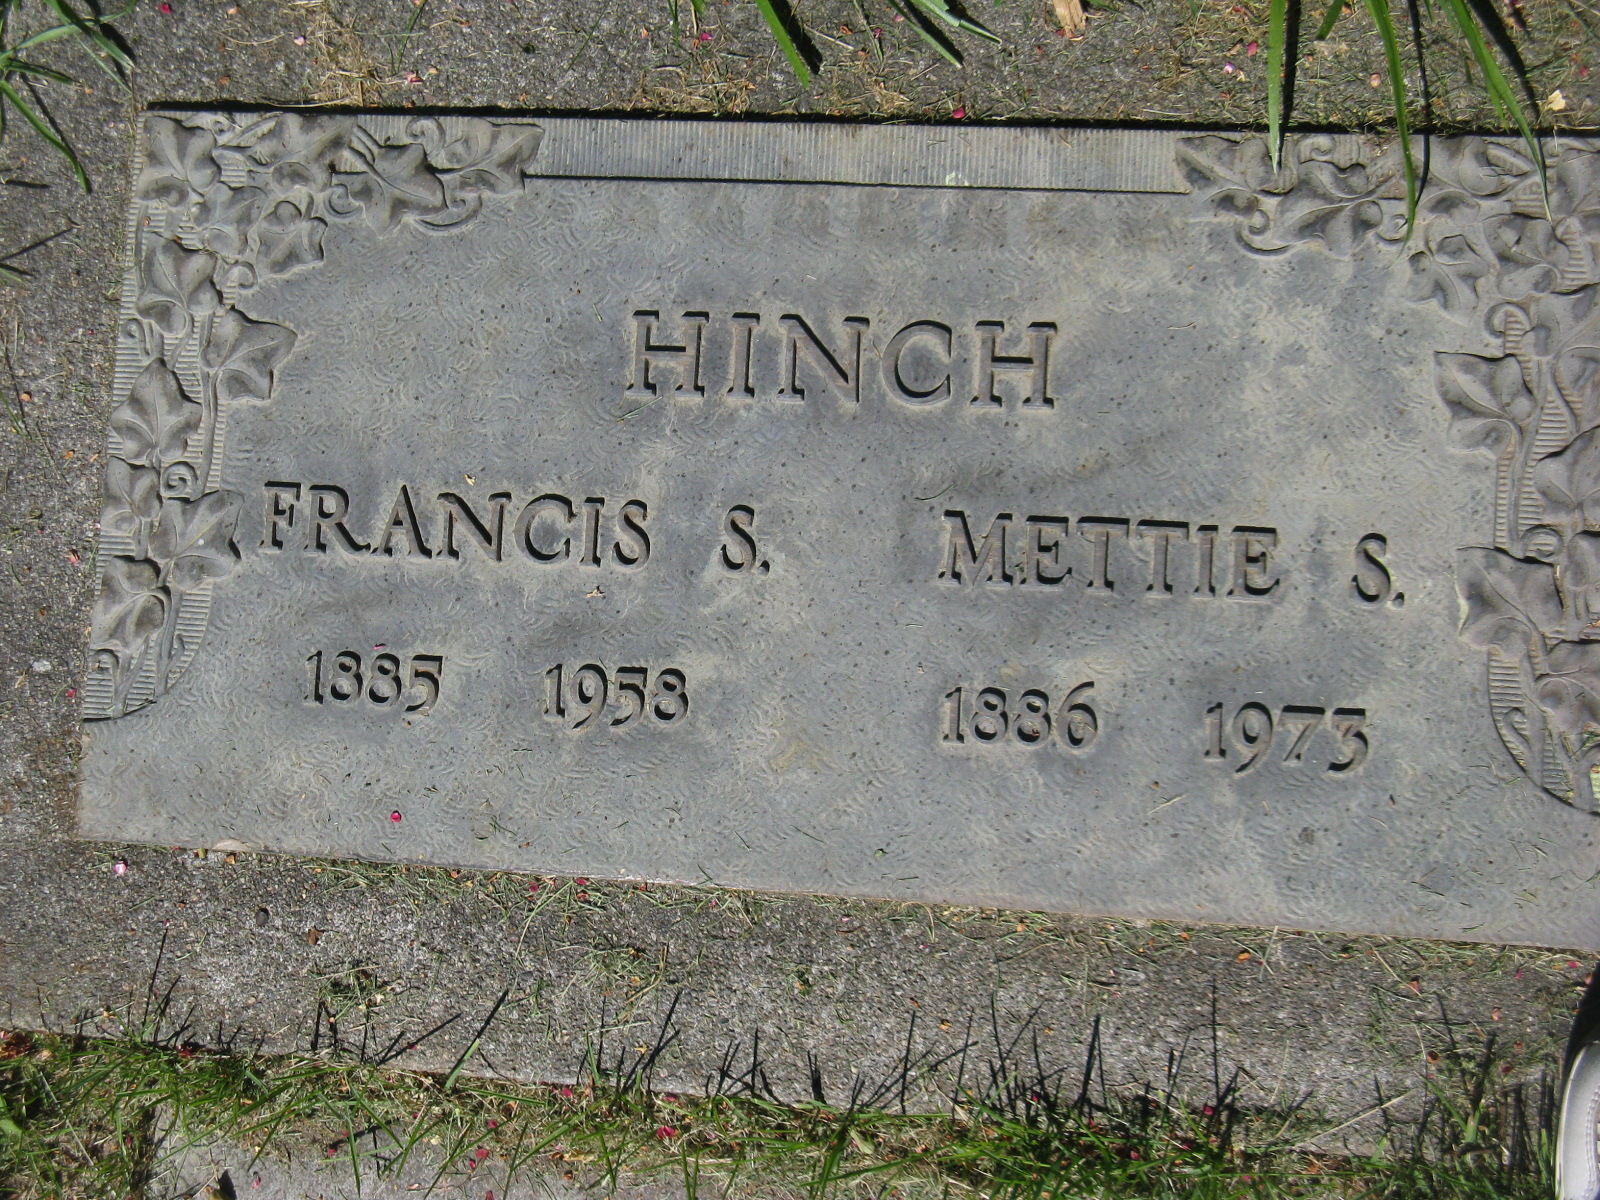 HINCH
FRANCIS S. METTIE S.
1885 1958 1886 1973